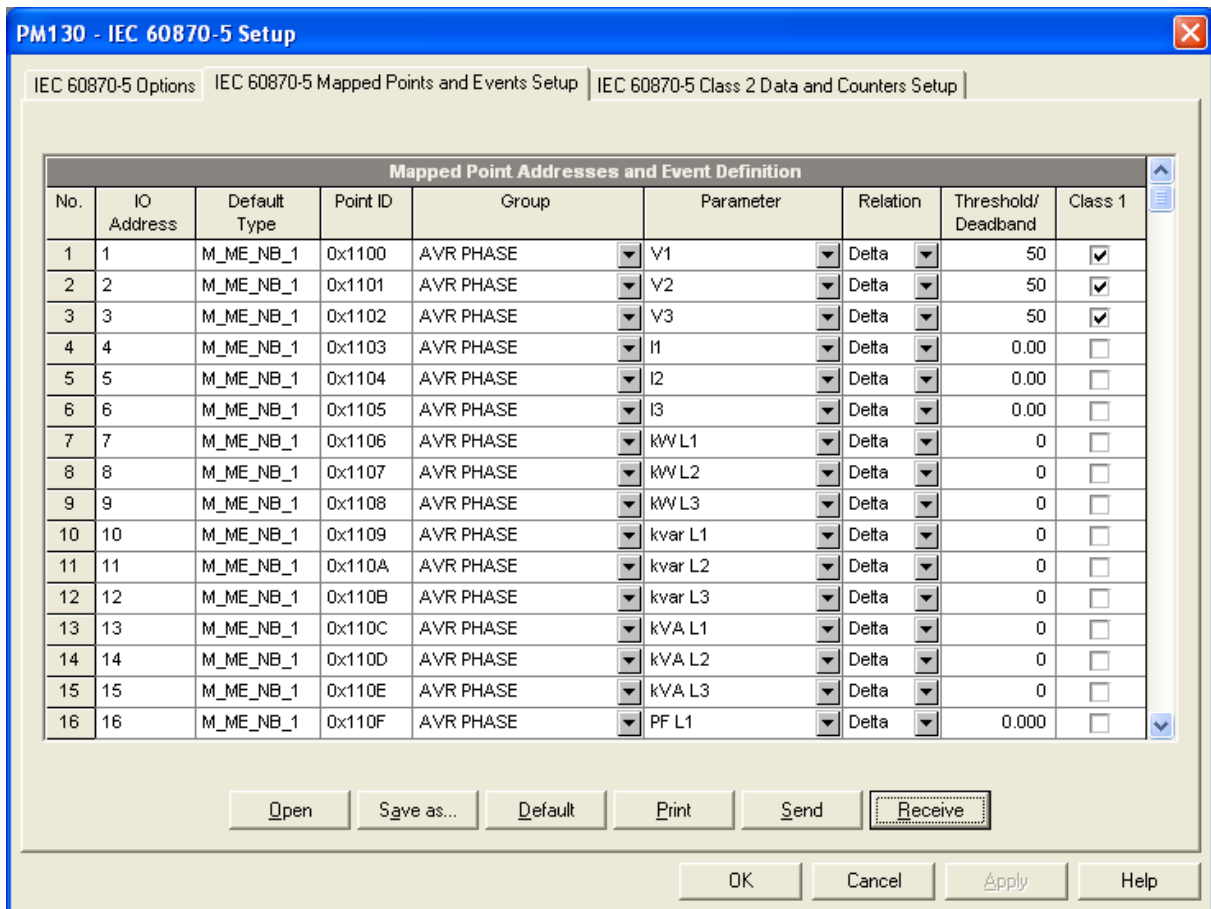 PM130 - IEC 60870-5 Setup
IEC 60870-5 Options IEC 60870-5 Mapped Points and Events Setup IEC 60870-5 Class 2 Data and Counters Setup
Mapped Point Addresses and Event Definition
No. IO Address Default Type Point ID Group Parameter Relation Threshold/ Deadband Class 1
1 1 M_ME_NB_1 0x1100 AVR PHASE V1 Delta 50
2 2 M_ME_NB_1 0x1101 AVR PHASE V2 Delta 50
3 3 M_ME_NB_1 0x1102 AVR PHASE V3 Delta 50
4 4 M_ME_NB_1 0x1103 AVR PHASE I1 Delta 0.00
5 5 M_ME_NB_1 0x1104 AVR PHASE I2 Delta 0.00
6 6 M_ME_NB_1 0x1105 AVR PHASE I3 Delta 0.00
7 7 M_ME_NB_1 0x1106 AVR PHASE kW L1 Delta 0
8 8 M_ME_NB_1 0x1107 AVR PHASE kW L2 Delta 0
9 9 M_ME_NB_1 0x1108 AVR PHASE kW L3 Delta 0
10 10 M_ME_NB_1 0x1109 AVR PHASE kvar L1 Delta 0
11 11 M_ME_NB_1 0x110A AVR PHASE kvar L2 Delta 0
12 12 M_ME_NB_1 0x110B AVR PHASE kvar L3 Delta 0
13 13 M_ME_NB_1 0x110C AVR PHASE kVA L1 Delta 0
14 14 M_ME_NB_1 0x110D AVR PHASE kVA L2 Delta 0
15 15 M_ME_NB_1 0x110E AVR PHASE kVA L3 Delta 0
16 16 M_ME_NB_1 0x110F AVR PHASE PF L1 Delta 0.000
Open Save as... Default Print Send Receive
OK Cancel Apply Help